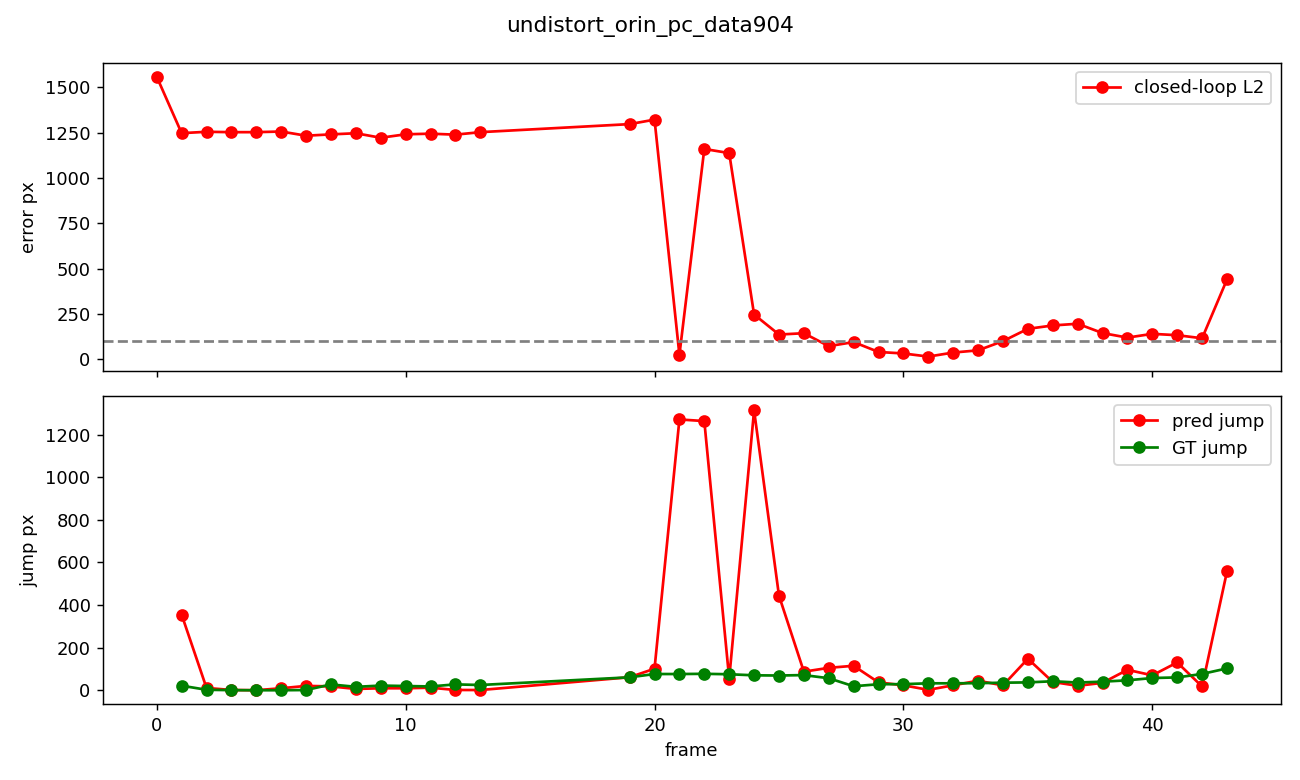 undistort_orin_pc_data904
closed-loop L2
1500
1250
1000
750
500
250
0
error px
pred jump
GT jump
1200
1000
800
600
400
200
0
jump px
0 10 20 30 40
frame